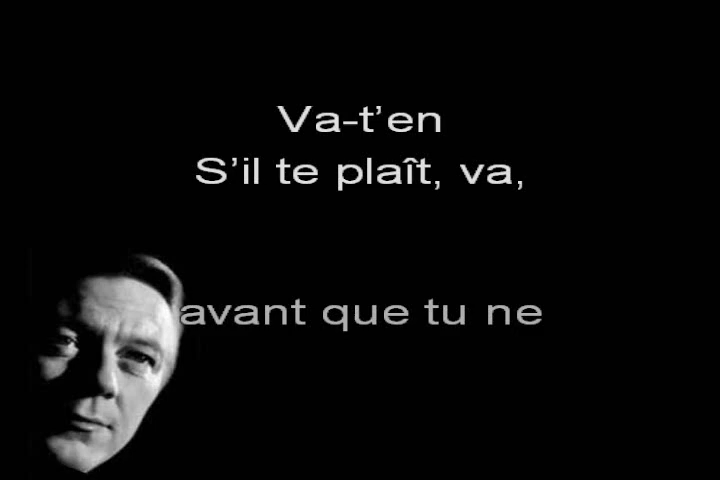 Va-t’en
S’il te plaît, va,
avant que tu ne